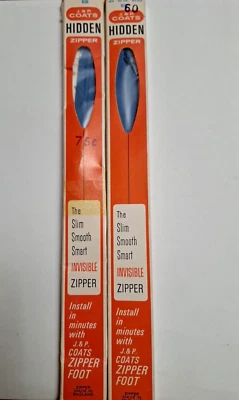 J. & P.
COATS
HIDDEN
ZIPPER
75¢
The
Slim
Smooth
Smart
INVISIBLE
ZIPPER
Install
in
minutes
with
J. & P.
COATS
ZIPPER
FOOT
60
J. & P.
COATS
HIDDEN
ZIPPER
The
Slim
Smooth
Smart
INVISIBLE
ZIPPER
Install
in
minutes
with
J. & P.
COATS
ZIPPER
FOOT